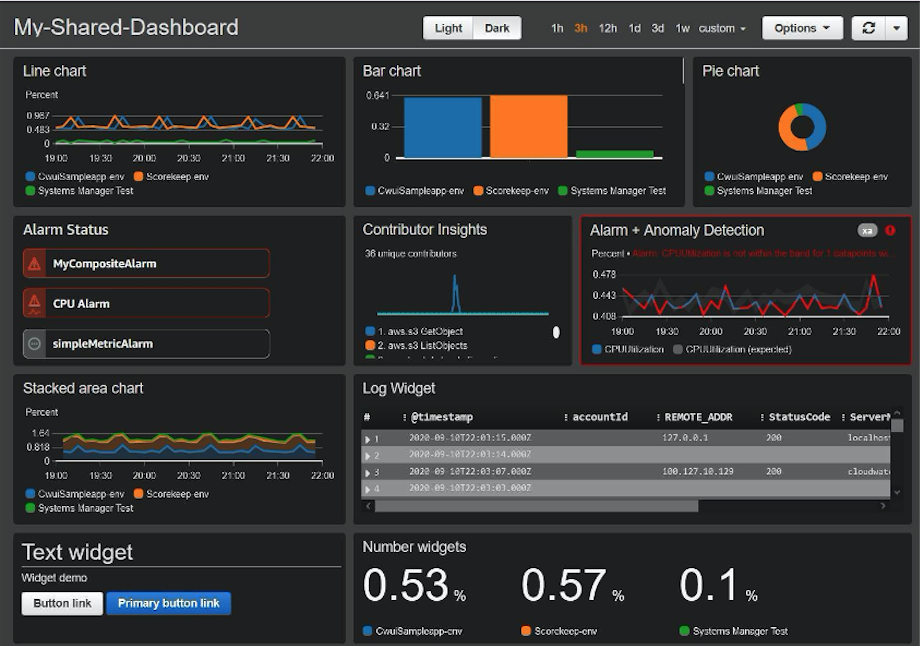 My-Shared-Dashboard
Light Dark 1h 3h 12h 1d 3d 1w custom Options
Line chart
Percent
0.967
0.483
0
19:00 19:30 20:00 20:30 21:00 21:30 22:00
CwuiSampleapp-env Scorekeep-env
Systems Manager Test
Bar chart
0.641
0.32
0
CwuiSampleapp-env Scorekeep-env Systems Manager Test
Pie chart
CwuiSampleapp-env Scorekeep-env
Systems Manager Test
Alarm Status
MyCompositeAlarm
CPU Alarm
simpleMetricAlarm
Contributor Insights
36 unique contributors
1. aws.s3 GetObject
2. aws.s3 ListObjects
Alarm + Anomaly Detection
Percent • Alarm: CPUUtilization is not within the band for 1 datapoints wi...
0.478
0.443
0.408
19:00 19:30 20:00 20:30 21:00 21:30 22:00
CPUUtilization CPUUtilization (expected)
Stacked area chart
Percent
1.64
0.818
0
19:00 19:30 20:00 20:30 21:00 21:30 22:00
CwuiSampleapp-env Scorekeep-env
Systems Manager Test
Log Widget
# @timestamp accountId REMOTE_ADDR StatusCode
1 2020-09-10T22:03:15.000Z 127.0.0.1 200 localhos
2 2020-09-10T22:03:14.000Z
3 2020-09-10T22:03:07.000Z 100.127.10.129 200 cloudwat
4 2020-09-10T22:03:03.000Z
Text widget
Widget demo
Button link Primary button link
Number widgets
0.53 % 0.57 % 0.1 %
CwuiSampleapp-env Scorekeep-env Systems Manager Test